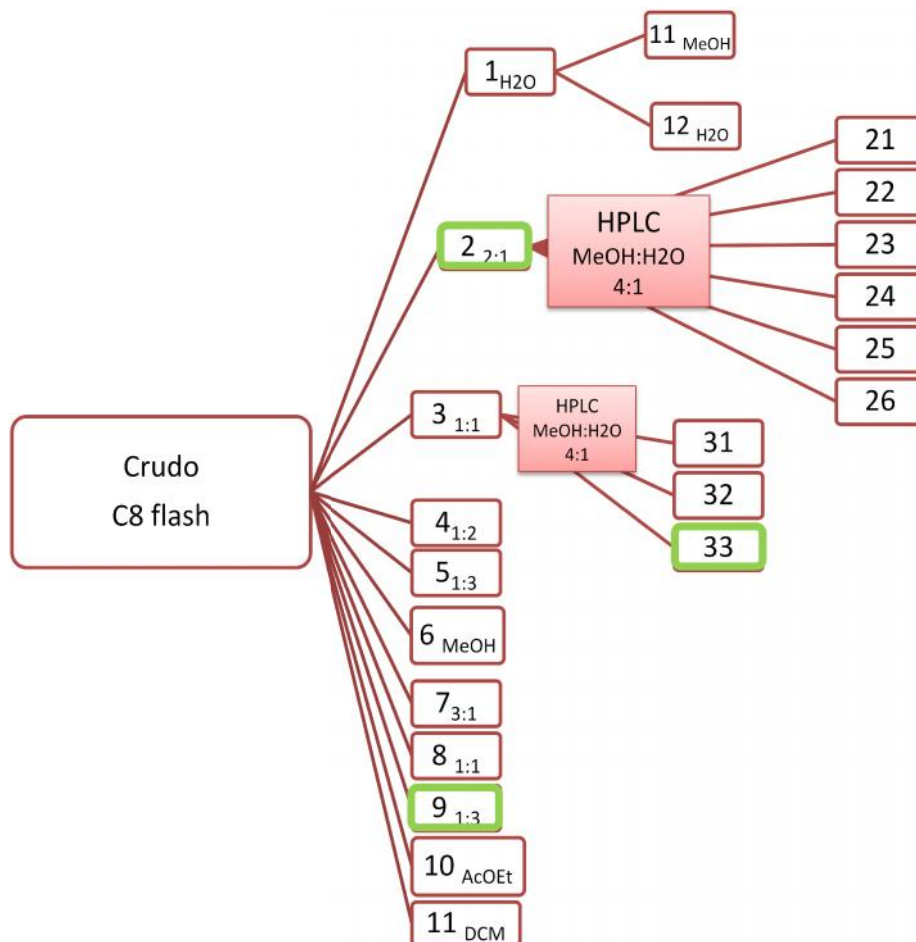 Crudo
C8 flash
1 H2O
11 MeOH
12 H2O
2 2:1
HPLC
MeOH:H2O
4:1
21
22
23
24
25
26
3 1:1
HPLC
MeOH:H2O
4:1
31
32
33
4 1:2
5 1:3
6 MeOH
7 3:1
8 1:1
9 1:3
10 AcOEt
11 DCM